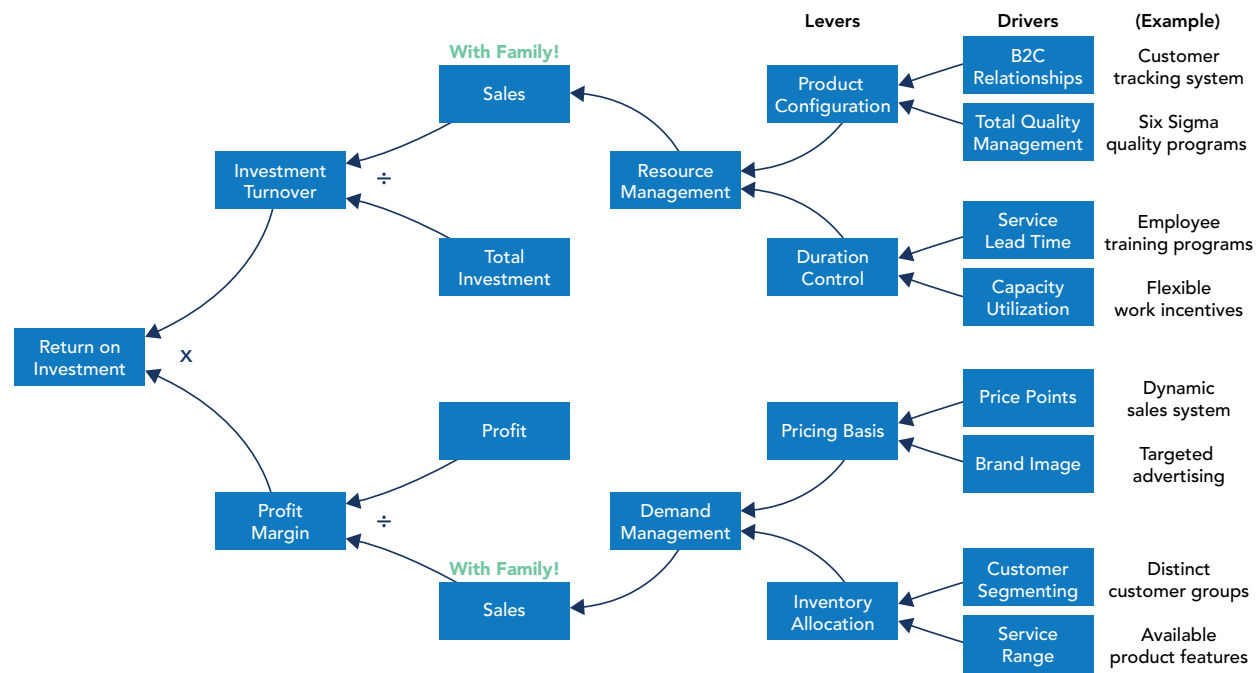 Levers
Drivers
(Example)
With Family!
Sales
Product
Configuration
B2C
Relationships
Customer
tracking system
Total Quality
Management
Six Sigma
quality programs
Investment
Turnover
÷
Resource
Management
Total
Investment
Duration
Control
Service
Lead Time
Employee
training programs
Capacity
Utilization
Flexible
work incentives
Return on
Investment
x
Profit
Pricing Basis
Price Points
Dynamic
sales system
Brand Image
Targeted
advertising
Profit
Margin
÷
Demand
Management
With Family!
Sales
Inventory
Allocation
Customer
Segmenting
Distinct
customer groups
Service
Range
Available
product features